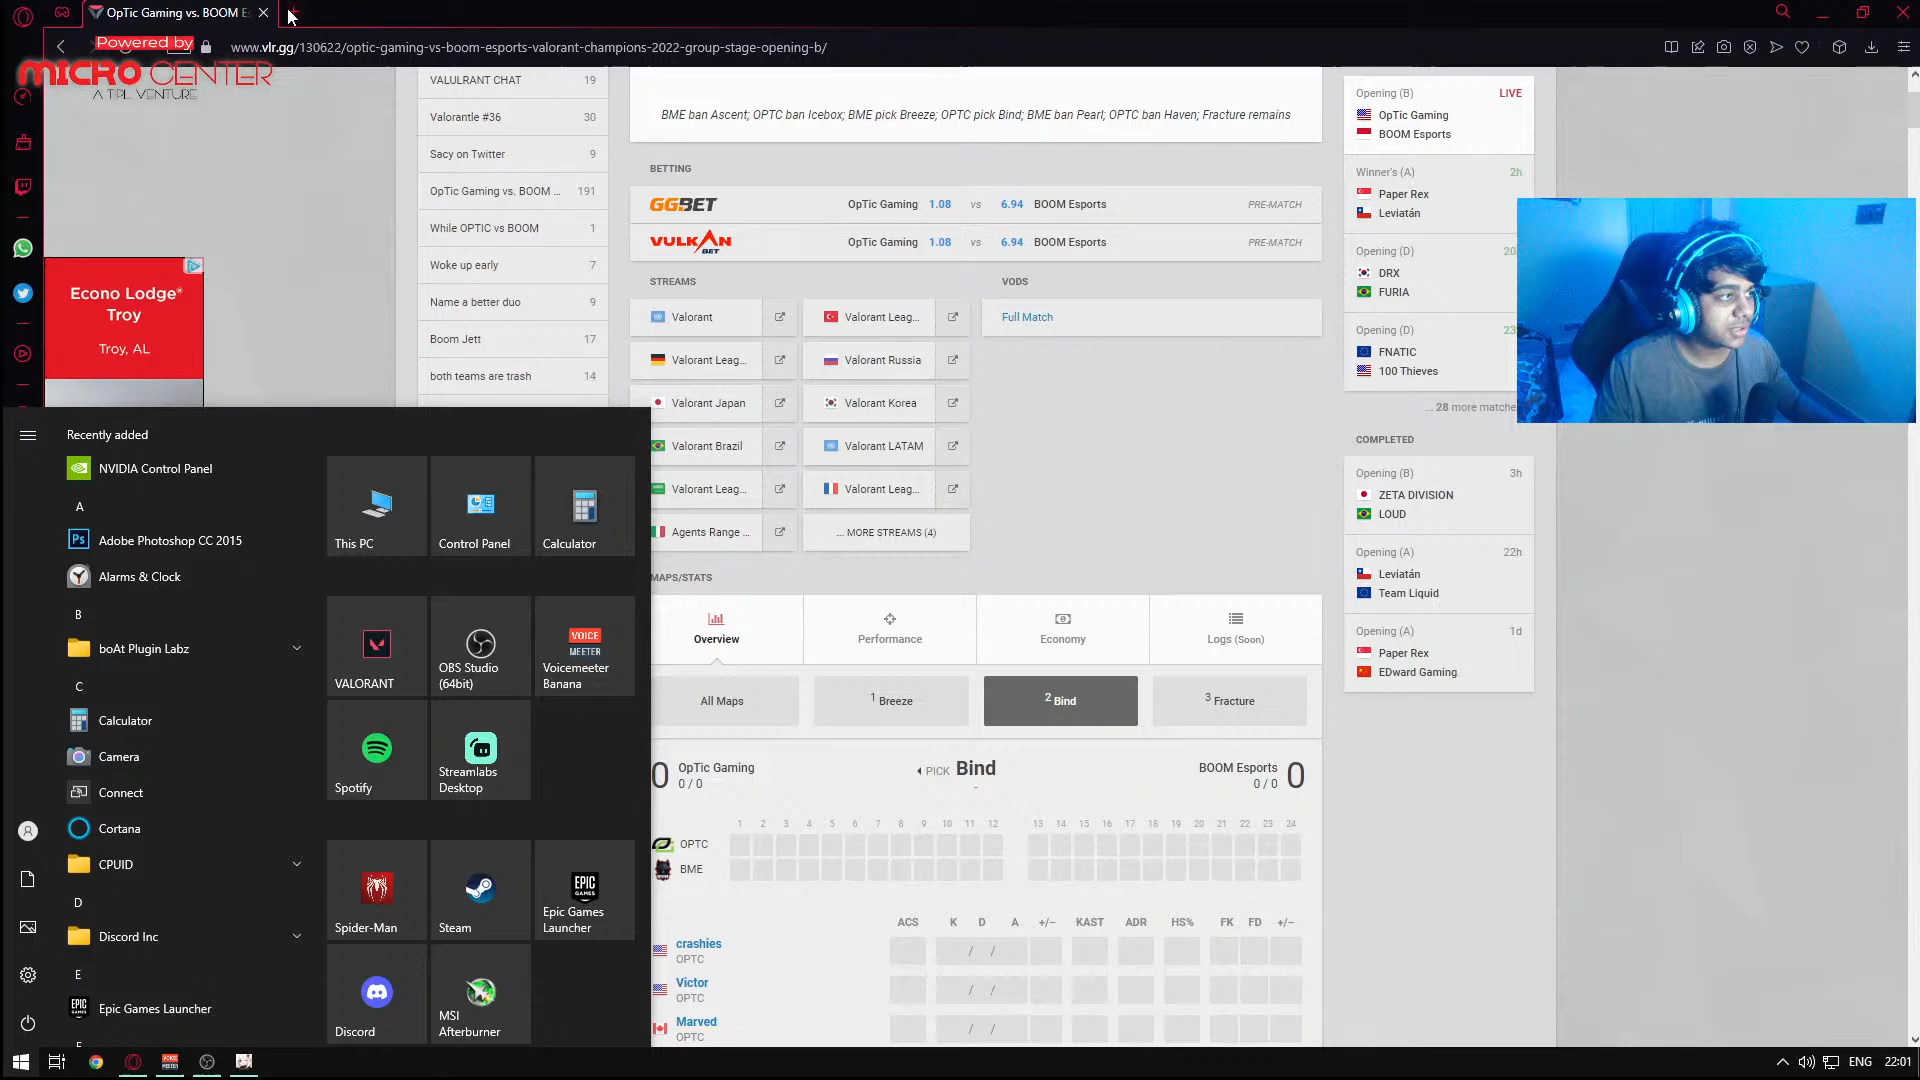 OpTic Gaming vs. BOOM Es
Powered by
MICRO CENTER
A TPL VENTURE
www.vlr.gg/130622/optic-gaming-vs-boom-esports-valorant-champions-2022-group-stage-opening-b/
VALULRANT CHAT 19
Valorantle #36 30
Sacy on Twitter 9
OpTic Gaming vs. BOOM ... 191
While OPTIC vs BOOM 1
Woke up early 7
Name a better duo 9
Boom Jett 17
both teams are trash 14
Econo Lodge®
Troy
Troy, AL
BME ban Ascent; OPTC ban Icebox; BME pick Breeze; OPTC pick Bind; BME ban Pearl; OPTC ban Haven; Fracture remains
BETTING
GG.BET OpTic Gaming 1.08 vs 6.94 BOOM Esports PRE-MATCH
VULKAN BET OpTic Gaming 1.08 vs 6.94 BOOM Esports PRE-MATCH
STREAMS
VODS
Valorant
Valorant Leag...
Full Match
Valorant Leag...
Valorant Russia
Valorant Japan
Valorant Korea
Valorant Brazil
Valorant LATAM
Valorant Leag...
Valorant Leag...
Agents Range ...
... MORE STREAMS (4)
MAPS/STATS
Overview
Performance
Economy
Logs (Soon)
All Maps
1 Breeze
2 Bind
3 Fracture
0 OpTic Gaming
0 / 0
PICK Bind
-
BOOM Esports 0
0 / 0
1 2 3 4 5 6 7 8 9 10 11 12 13 14 15 16 17 18 19 20 21 22 23 24
OPTC
BME
ACS K D A +/– KAST ADR HS% FK FD +/–
crashies
OPTC
/ /
Victor
OPTC
/ /
Marved
OPTC
/ /
Opening (B) LIVE
OpTic Gaming
BOOM Esports
Winner's (A) 2h
Paper Rex
Leviatán
Opening (D)
DRX
FURIA
Opening (D)
FNATIC
100 Thieves
... 28 more matche
COMPLETED
Opening (B) 3h
ZETA DIVISION
LOUD
Opening (A) 22h
Leviatán
Team Liquid
Opening (A) 1d
Paper Rex
EDward Gaming
Recently added
NVIDIA Control Panel
A
Ps Adobe Photoshop CC 2015
Alarms & Clock
B
boAt Plugin Labz
C
Calculator
Camera
Connect
Cortana
CPUID
D
Discord Inc
E
Epic Games Launcher
This PC
Control Panel
Calculator
VALORANT
OBS Studio
(64bit)
VOICE
MEETER
Voicemeeter
Banana
Spotify
Streamlabs
Desktop
Spider-Man
Steam
EPIC
GAMES
Epic Games
Launcher
Discord
MSI
Afterburner
ENG
22:01